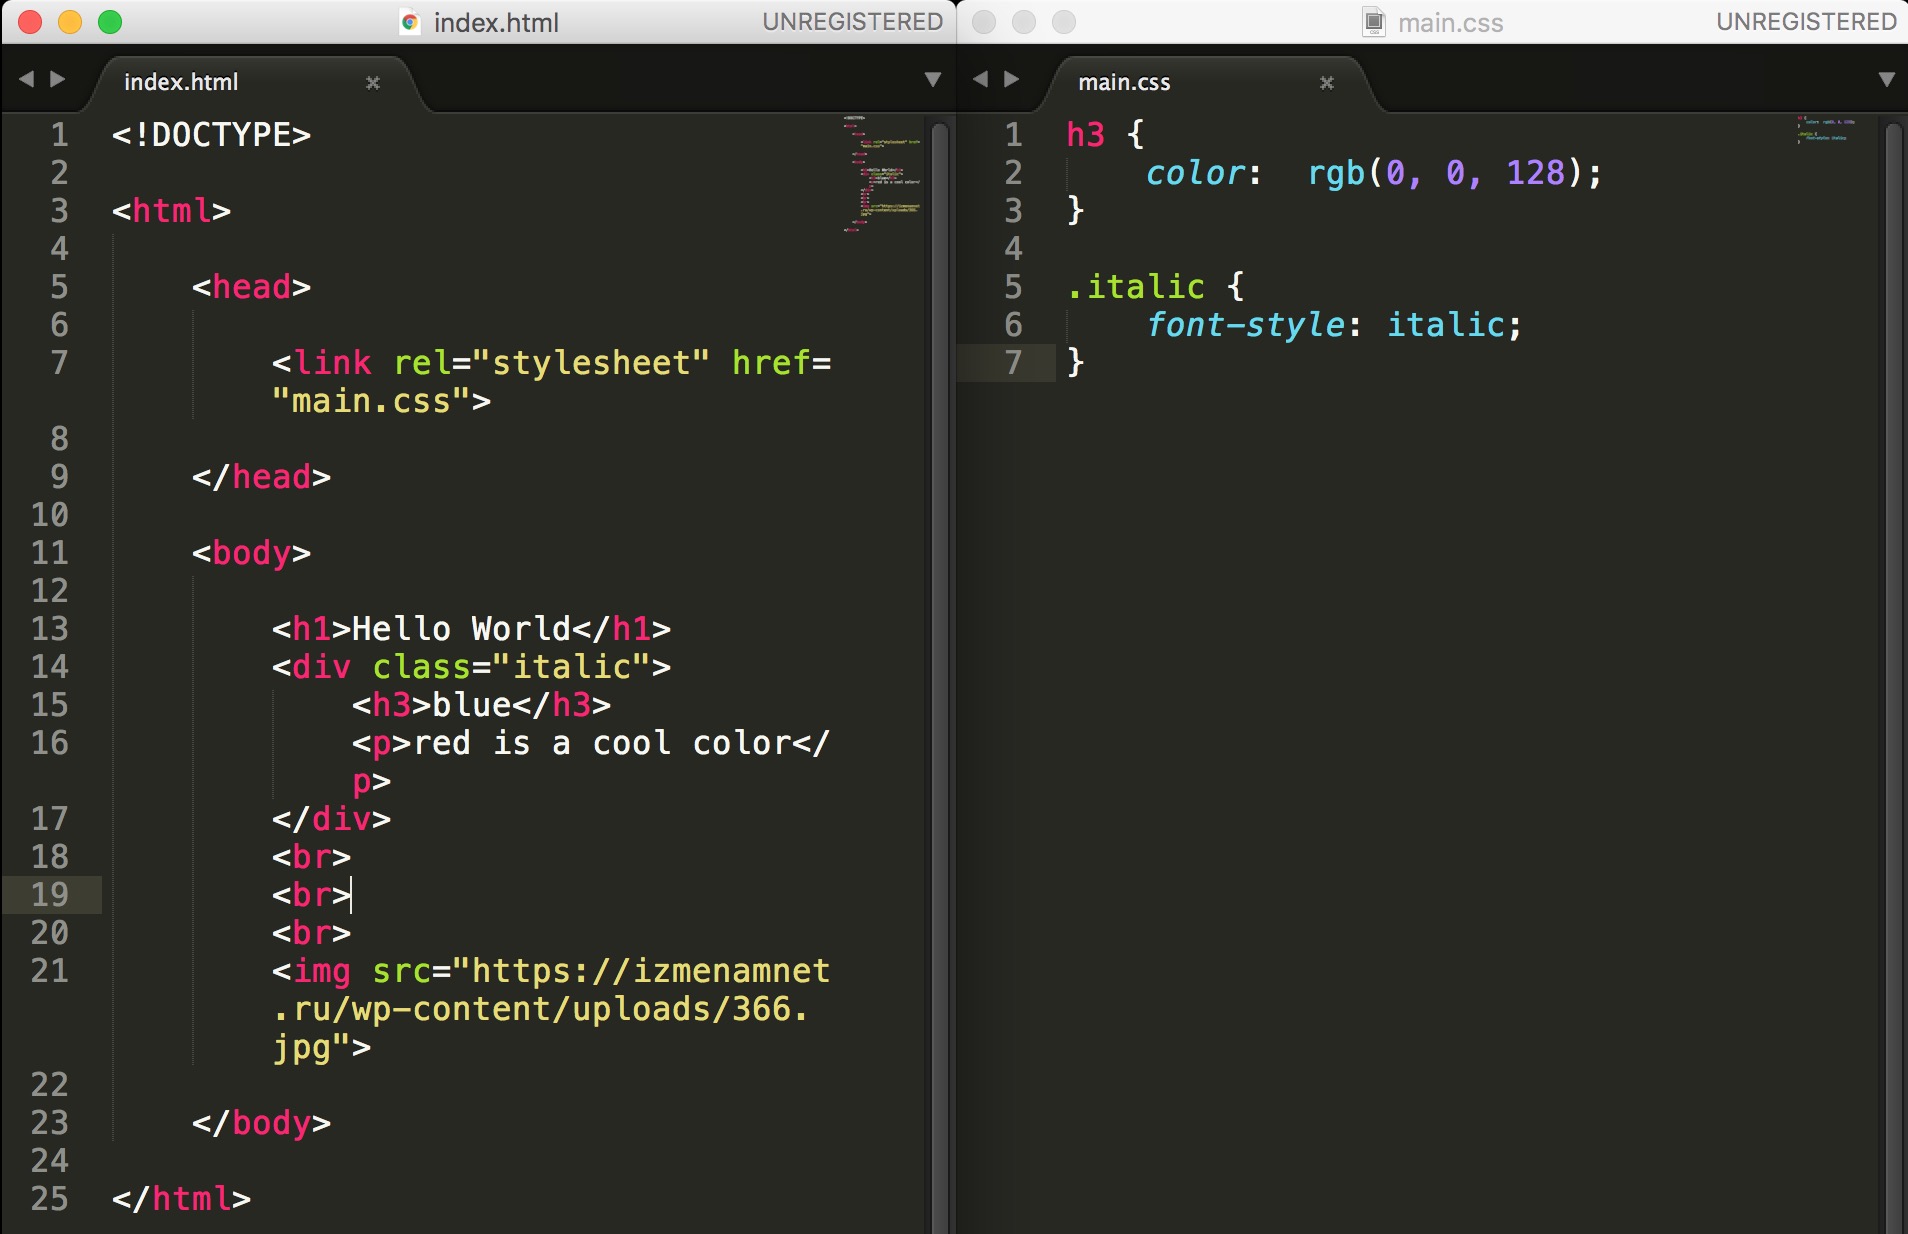 index.html
UNREGISTERED
index.html
1 <!DOCTYPE>
2
3 <html>
4
5 <head>
6
7 <link rel="stylesheet" href=
"main.css">
8
9 </head>
10
11 <body>
12
13 <h1>Hello World</h1>
14 <div class="italic">
15 <h3>blue</h3>
16 <p>red is a cool color</
p>
17 </div>
18 <br>
19 <br>
20 <br>
21 <img src="https://izmenamnet
.ru/wp-content/uploads/366.
jpg">
22
23 </body>
24
25 </html>
main.css
UNREGISTERED
main.css
1 h3 {
2 color: rgb(0, 0, 128);
3 }
4
5 .italic {
6 font-style: italic;
7 }